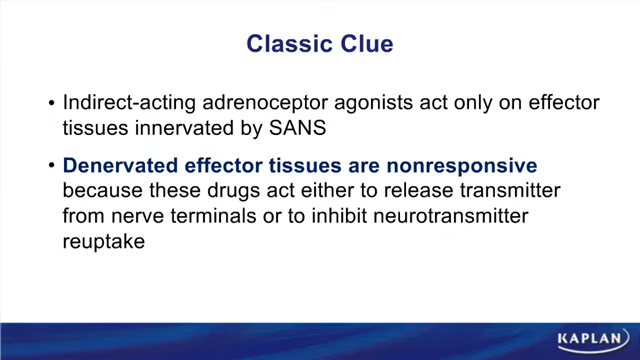 Classic Clue
• Indirect-acting adrenoceptor agonists act only on effector
tissues innervated by SANS
• Denervated effector tissues are nonresponsive
because these drugs act either to release transmitter
from nerve terminals or to inhibit neurotransmitter
reuptake
KAPLAN